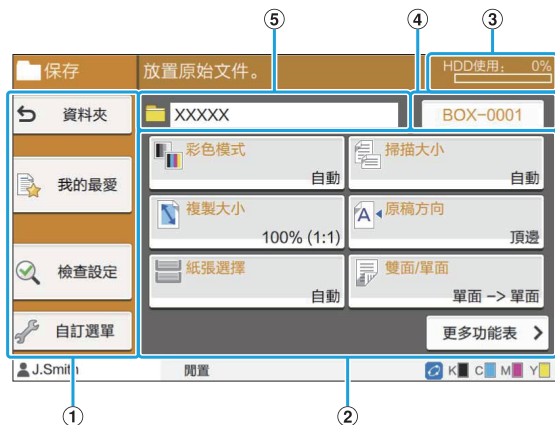 ⑤
④
③
保存
放置原始文件。
HDD使用： 0%
資料夾
XXXXX
BOX-0001
我的最愛
檢查設定
自訂選單
彩色模式
自動
掃描大小
自動
複製大小
100% (1:1)
原稿方向
頂邊
紙張選擇
自動
雙面/單面
單面 -> 單面
更多功能表
J.Smith
閒置
K C M Y
①
②